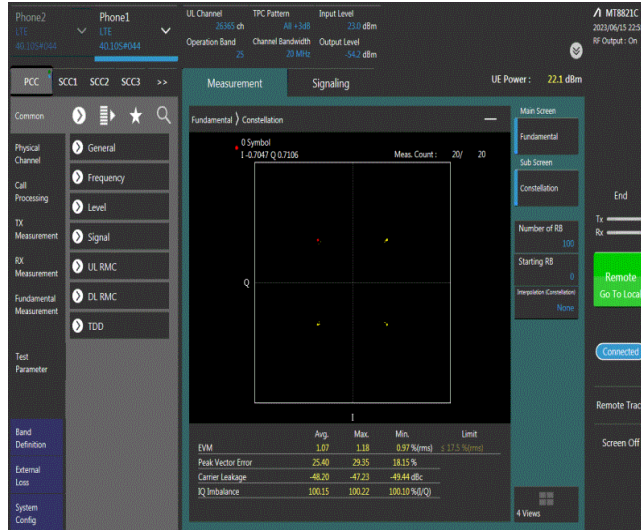 Phone2
LTE
40.105#044
Phone1
LTE
40.105#044
UL Channel
26365 ch
TPC Pattern
All +3dB
Input Level
23.0 dBm
Operation Band
25
Channel Bandwidth
20 MHz
Output Level
-54.2 dBm
MT8821C
2023/06/15 22:5
RF Output : On
PCC SCC1 SCC2 SCC3 >>
Measurement Signaling
UE Power : 22.1 dBm
Common
Physical
Channel
Call
Processing
TX
Measurement
RX
Measurement
Fundamental
Measurement
Test
Parameter
Band
Definition
External
Loss
System
Config
General
Frequency
Level
Signal
UL RMC
DL RMC
TDD
Fundamental 〉 Constellation
0 Symbol
I -0.7047 Q 0.7106
Meas. Count : 20/ 20
Q
I
Avg. Max. Min. Limit
EVM 1.07 1.18 0.97 %(rms) ≤ 17.5 %(rms)
Peak Vector Error 25.40 29.35 18.15 %
Carrier Leakage -48.20 -47.23 -49.44 dBc
IQ Imbalance 100.15 100.22 100.10 %(I/Q)
Main Screen
Fundamental
Sub Screen
Constellation
Number of RB
100
Starting RB
0
Interpolation (Constellation)
None
4 Views
End
Tx
Rx
Remote
Go To Local
Connected
Remote Trac
Screen Off